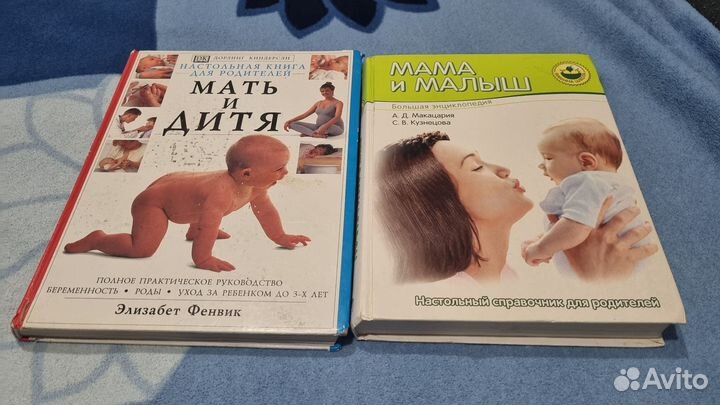 DK ДОРЛИНГ КИНДЕРСЛИ
НАСТОЛЬНАЯ КНИГА
ДЛЯ РОДИТЕЛЕЙ
МАТЬ
И
ДИТЯ
ПОЛНОЕ ПРАКТИЧЕСКОЕ РУКОВОДСТВО
БЕРЕМЕННОСТЬ • РОДЫ • УХОД ЗА РЕБЕНКОМ ДО 3-Х ЛЕТ
Элизабет Фенвик
МАМА
И МАЛЫШ
Большая энциклопедия
А. Д. Макацария
С. В. Кузнецова
Настольный справочник для родителей
Avito